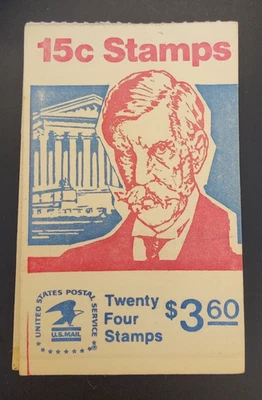 15c Stamps
UNITED STATES POSTAL SERVICE
U.S. MAIL
Twenty
Four
Stamps
$3.60